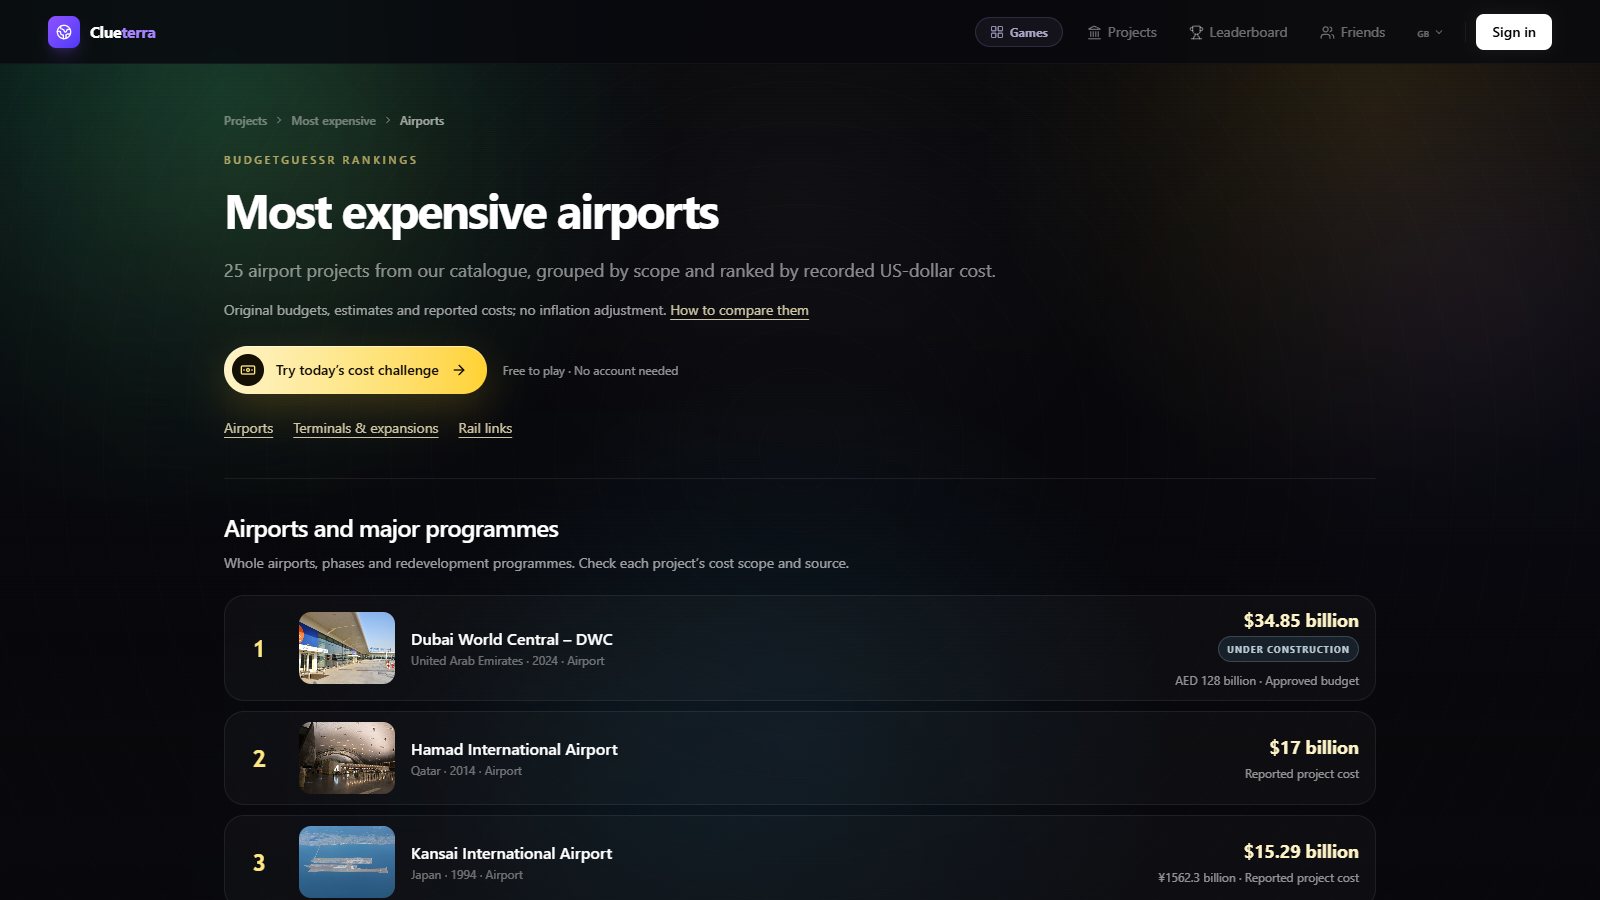 Clueterra
Games
Projects
Leaderboard
Friends
GB
Sign in
Projects > Most expensive > Airports
BUDGETGUESSR RANKINGS
Most expensive airports
25 airport projects from our catalogue, grouped by scope and ranked by recorded US-dollar cost.
Original budgets, estimates and reported costs; no inflation adjustment. How to compare them
Try today's cost challenge
Free to play · No account needed
Airports
Terminals & expansions
Rail links
Airports and major programmes
Whole airports, phases and redevelopment programmes. Check each project's cost scope and source.
1
Dubai World Central – DWC
United Arab Emirates · 2024 · Airport
$34.85 billion
UNDER CONSTRUCTION
AED 128 billion · Approved budget
2
Hamad International Airport
Qatar · 2014 · Airport
$17 billion
Reported project cost
3
Kansai International Airport
Japan · 1994 · Airport
$15.29 billion
¥1562.3 billion · Reported project cost